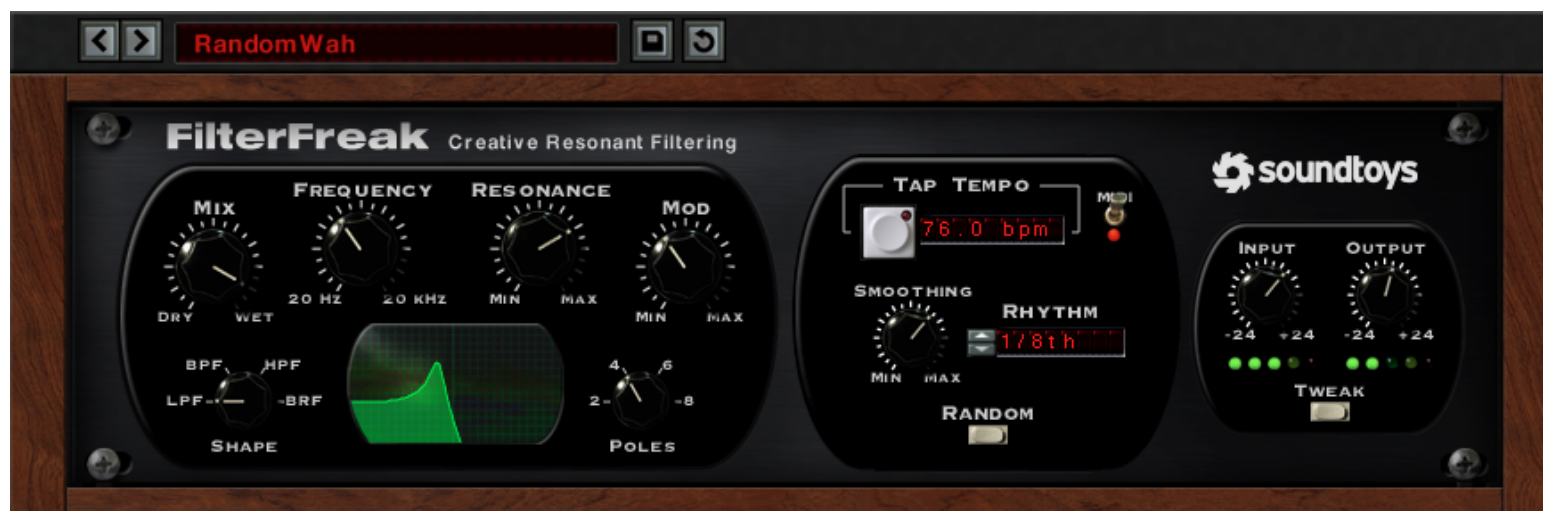 RandomWah
FilterFreak Creative Resonant Filtering
soundtoys
MIX
DRY WET
FREQUENCY
20 HZ 20 KHZ
RESONANCE
MIN MAX
MOD
MIN MAX
BPF HPF
LPF BRF
SHAPE
4 6
2 8
POLES
TAP TEMPO
76.0 bpm
MIDI
SMOOTHING
MIN MAX
RHYTHM
1/8th
RANDOM
INPUT OUTPUT
-24 +24 -24 +24
TWEAK